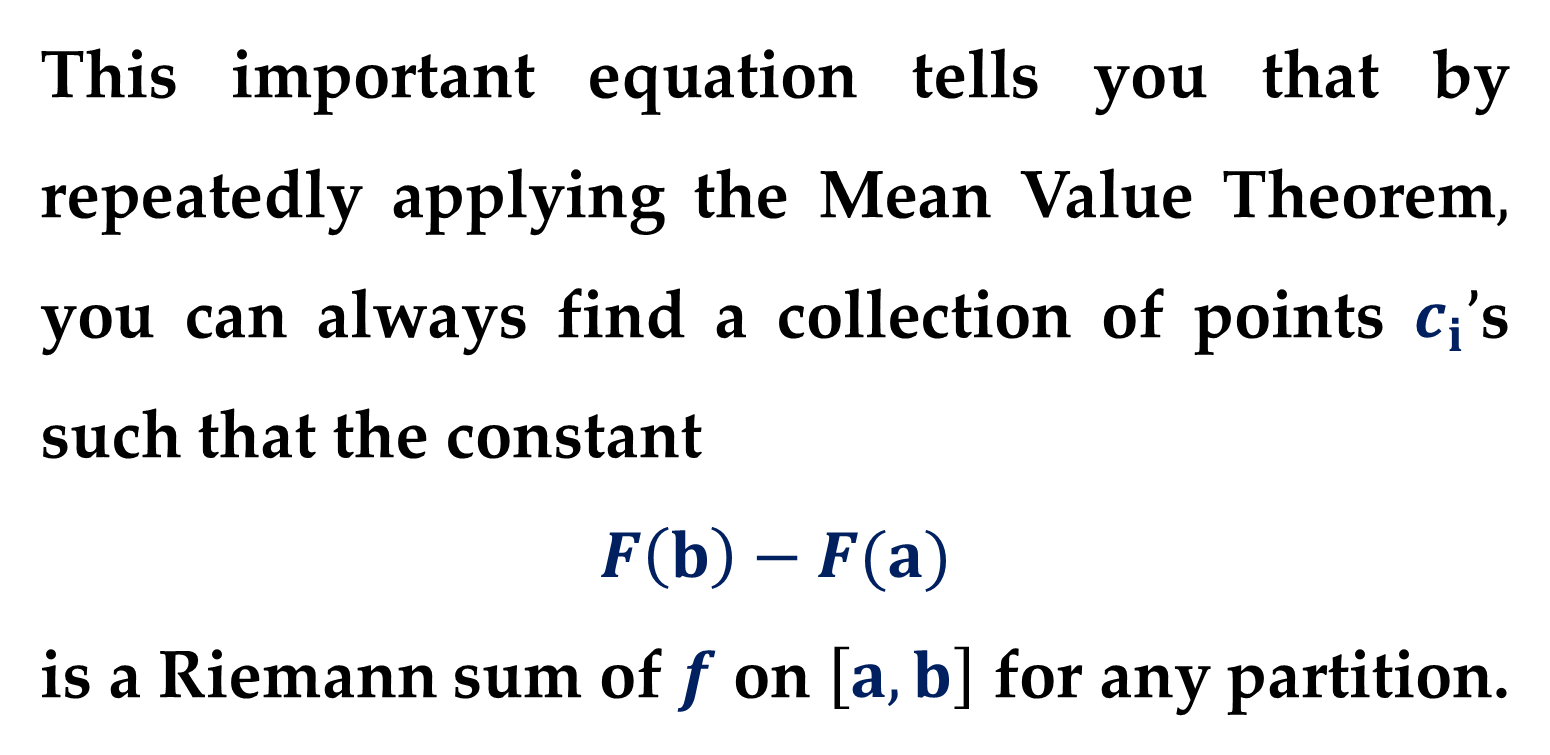 This important equation tells you that by
repeatedly applying the Mean Value Theorem,
you can always find a collection of points cᵢ’s
such that the constant
F(b) − F(a)
is a Riemann sum of f on [a, b] for any partition.